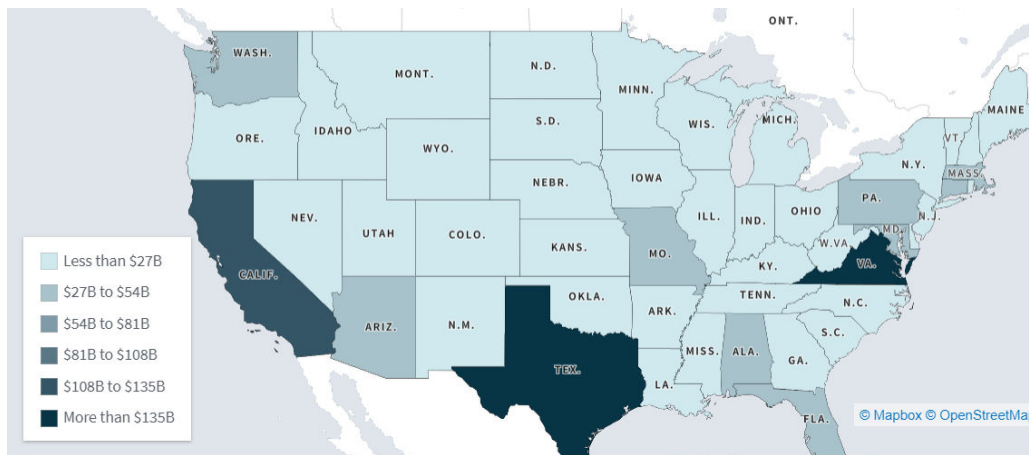 ONT.
WASH.
MONT.
N.D.
MINN.
MAINE
ORE.
IDAHO
S.D.
WIS.
MICH.
VT.
WYO.
N.Y.
MASS.
NEBR.
IOWA
PA.
NEV.
UTAH
COLO.
ILL.
IND.
OHIO
N.J.
MD.
KANS.
MO.
W.VA.
VA.
KY.
CALIF.
ARIZ.
N.M.
OKLA.
ARK.
TENN.
N.C.
S.C.
TEX.
MISS.
ALA.
GA.
LA.
FLA.
Less than $27B
$27B to $54B
$54B to $81B
$81B to $108B
$108B to $135B
More than $135B
© Mapbox © OpenStreetMa